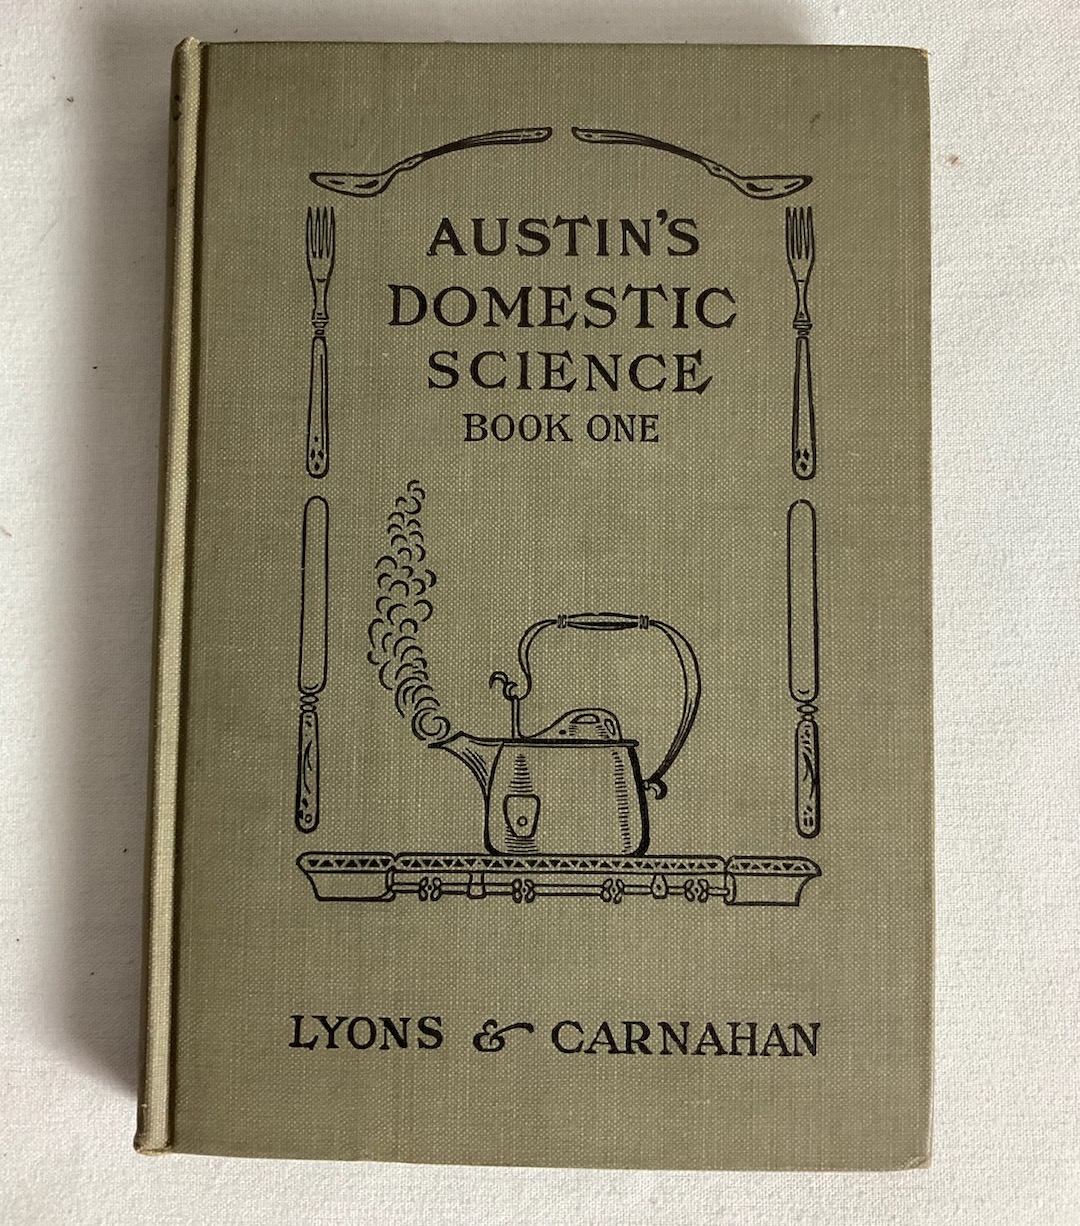 AUSTIN'S
DOMESTIC
SCIENCE
BOOK ONE
LYONS & CARNAHAN